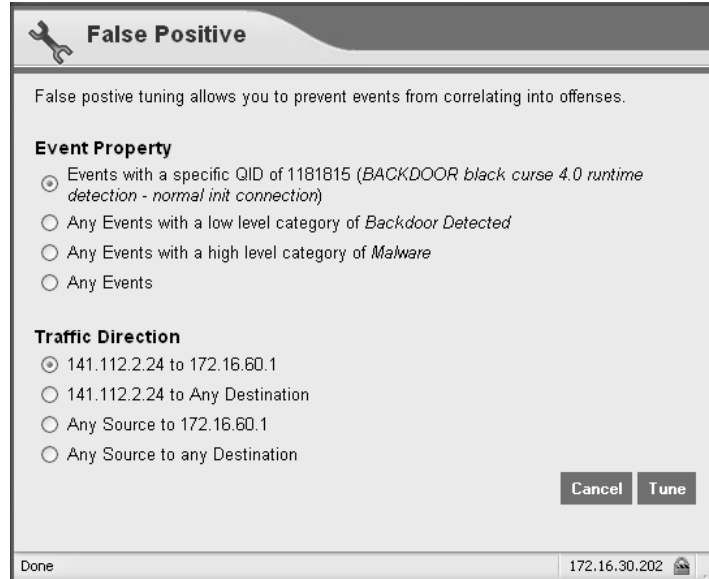 False Positive
False postive tuning allows you to prevent events from correlating into offenses.
Event Property
Events with a specific QID of 1181815 (BACKDOOR black curse 4.0 runtime
detection - normal init connection)
Any Events with a low level category of Backdoor Detected
Any Events with a high level category of Malware
Any Events
Traffic Direction
141.112.2.24 to 172.16.60.1
141.112.2.24 to Any Destination
Any Source to 172.16.60.1
Any Source to any Destination
Cancel Tune
Done 172.16.30.202